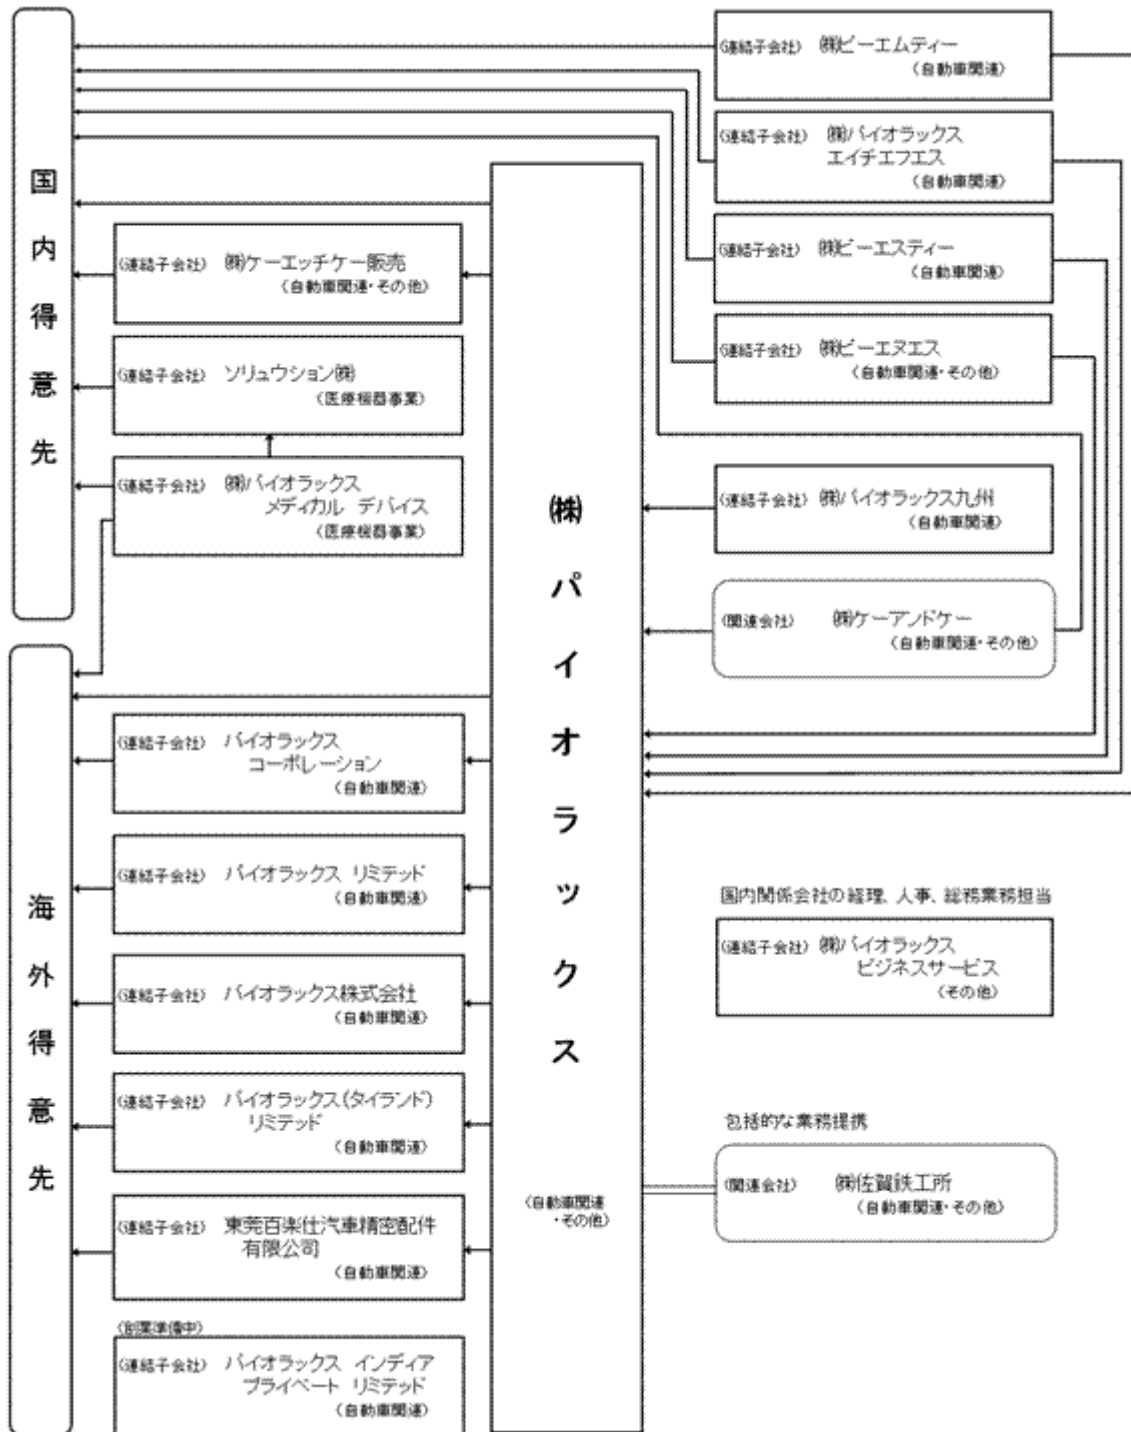 国内得意先
海外得意先
㈱パイオラックス
(自動車関連
・その他)
(連結子会社) ㈱ケーエッチケー販売
(自動車関連・その他)
(連結子会社) ソリュウション㈱
(医療機器事業)
(連結子会社) ㈱パイオラックス
メディカル デバイス
(医療機器事業)
(連結子会社) パイオラックス
コーポレーション
(自動車関連)
(連結子会社) パイオラックス リミテッド
(自動車関連)
(連結子会社) パイオラックス株式会社
(自動車関連)
(連結子会社) パイオラックス(タイランド)
リミテッド
(自動車関連)
(連結子会社) 東莞百楽仕汽車精密配件
有限公司
(自動車関連)
(創業準備中)
(連結子会社) パイオラックス インディア
プライベート リミテッド
(自動車関連)
(連結子会社) ㈱ピーエムティー
(自動車関連)
(連結子会社) ㈱パイオラックス
エイチエフエス
(自動車関連)
(連結子会社) ㈱ピーエスティー
(自動車関連)
(連結子会社) ㈱ピーエヌエス
(自動車関連・その他)
(連結子会社) ㈱パイオラックス九州
(自動車関連)
(関連会社) ㈱ケーアンドケー
(自動車関連・その他)
国内関係会社の経理、人事、総務業務担当
(連結子会社) ㈱パイオラックス
ビジネスサービス
(その他)
包括的な業務提携
(関連会社) ㈱佐賀鉄工所
(自動車関連・その他)